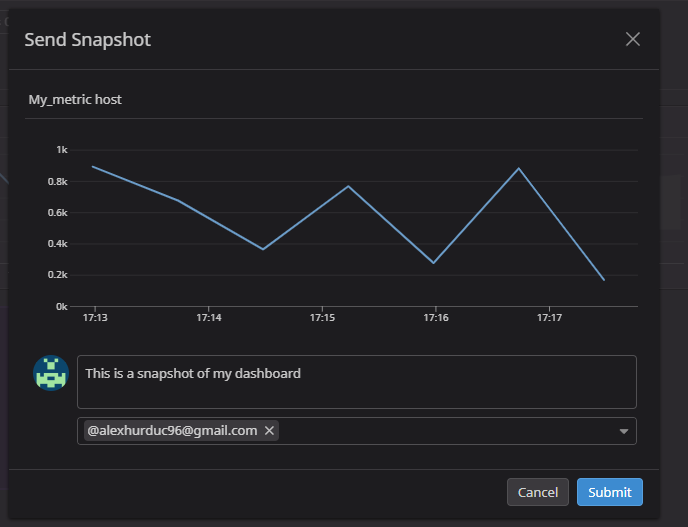 Send Snapshot
My_metric host
1k
0.8k
0.6k
0.4k
0.2k
0k
17:13 17:14 17:15 17:16 17:17
This is a snapshot of my dashboard
@alexhurduc96@gmail.com
Cancel Submit